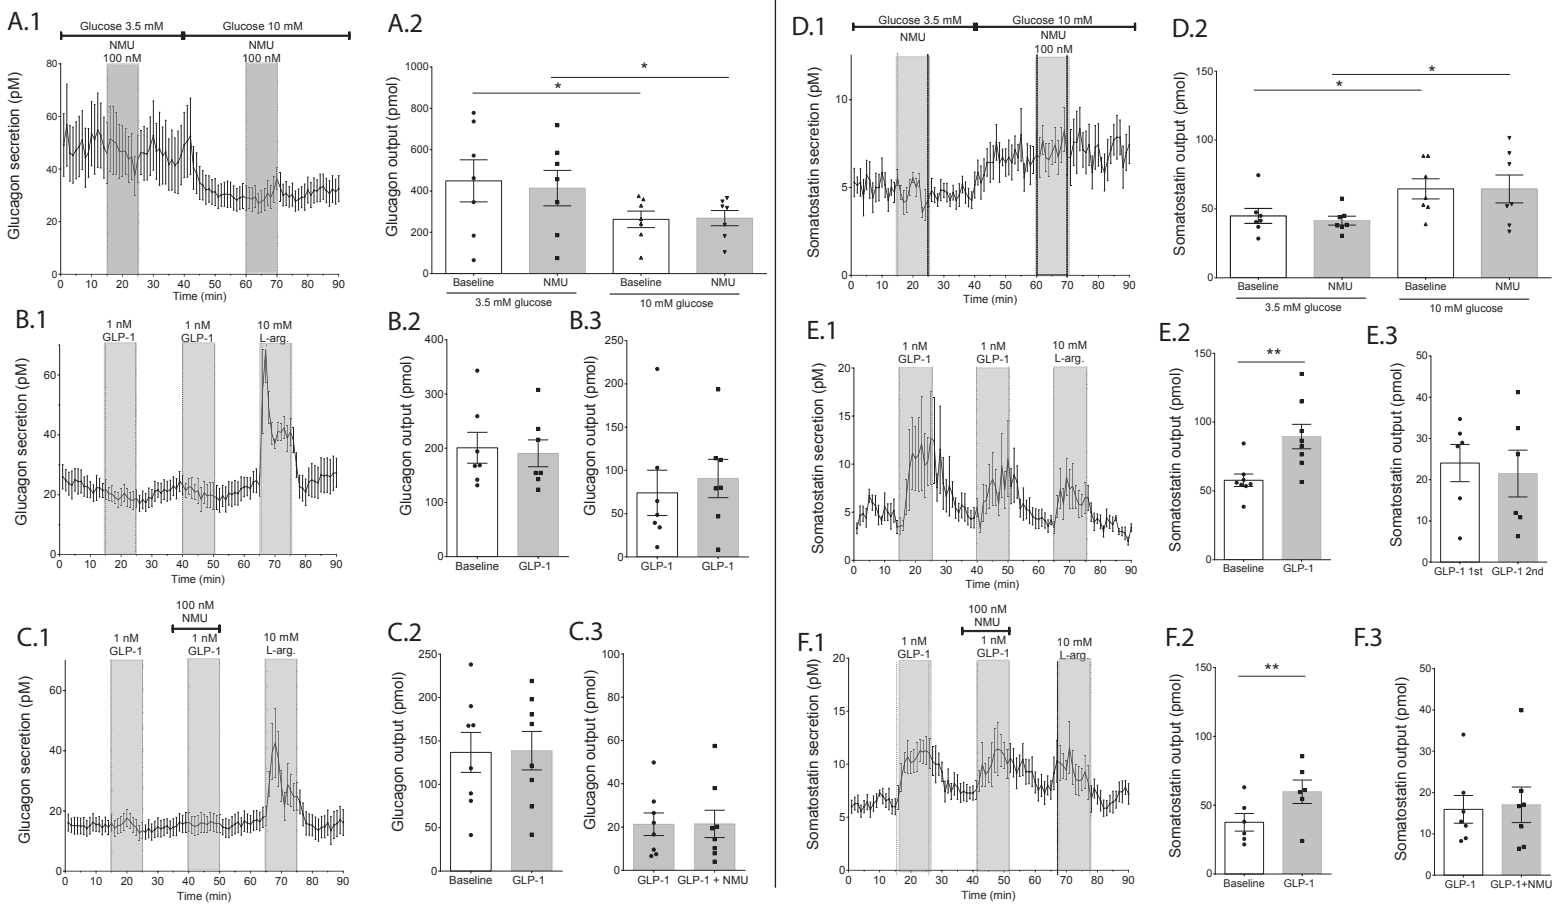 A.1
Glucose 3.5 mM
Glucose 10 mM
NMU
100 nM
NMU
100 nM
Glucagon secretion (pM)
80
60
40
20
0
0 10 20 30 40 50 60 70 80 90
Time (min)
A.2
Glucagon output (pmol)
1000
800
600
400
200
0
*
*
Baseline NMU Baseline NMU
3.5 mM glucose 10 mM glucose
B.1
1 nM
GLP-1
1 nM
GLP-1
10 mM
L-arg.
Glucagon secretion (pM)
60
40
20
0
0 10 20 30 40 50 60 70 80 90
Time (min)
B.2
Glucagon output (pmol)
400
300
200
100
0
Baseline GLP-1
B.3
Glucagon output (pmol)
250
200
150
100
50
0
GLP-1 GLP-1
C.1
100 nM
NMU
1 nM
GLP-1
1 nM
GLP-1
10 mM
L-arg.
Glucagon secretion (pM)
60
40
20
0
0 10 20 30 40 50 60 70 80 90
Time (min)
C.2
Glucagon output (pmol)
250
200
150
100
50
0
Baseline GLP-1
C.3
Glucagon output (pmol)
100
80
60
40
20
0
GLP-1 GLP-1 + NMU
D.1
Glucose 3.5 mM
Glucose 10 mM
NMU
NMU
100 nM
Somatostatin secretion (pM)
10
5
0
0 10 20 30 40 50 60 70 80 90
Time (min)
D.2
Somatostatin output (pmol)
150
100
50
0
*
*
Baseline NMU Baseline NMU
3.5 mM glucose 10 mM glucose
E.1
1 nM
GLP-1
1 nM
GLP-1
10 mM
L-arg.
Somatostatin secretion (pM)
20
15
10
5
0
0 10 20 30 40 50 60 70 80 90
Time (min)
E.2
Somatostatin output (pmol)
150
100
50
0
**
Baseline GLP-1
E.3
Somatostatin output (pmol)
50
40
30
20
10
0
GLP-1 1st GLP-1 2nd
F.1
100 nM
NMU
1 nM
GLP-1
1 nM
GLP-1
10 mM
L-arg.
Somatostatin secretion (pM)
20
15
10
5
0
0 10 20 30 40 50 60 70 80 90
Time (min)
F.2
Somatostatin output (pmol)
150
100
50
0
**
Baseline GLP-1
F.3
Somatostatin output (pmol)
50
40
30
20
10
0
GLP-1 GLP-1+NMU